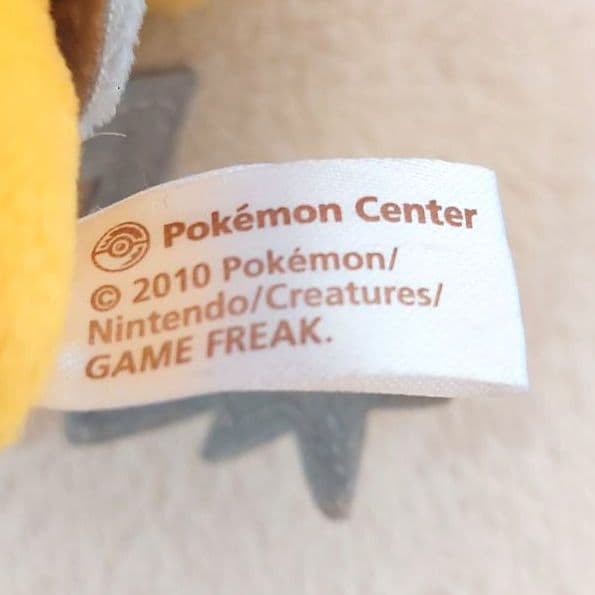 Pokémon Center
© 2010 Pokémon/
Nintendo/Creatures/
GAME FREAK.